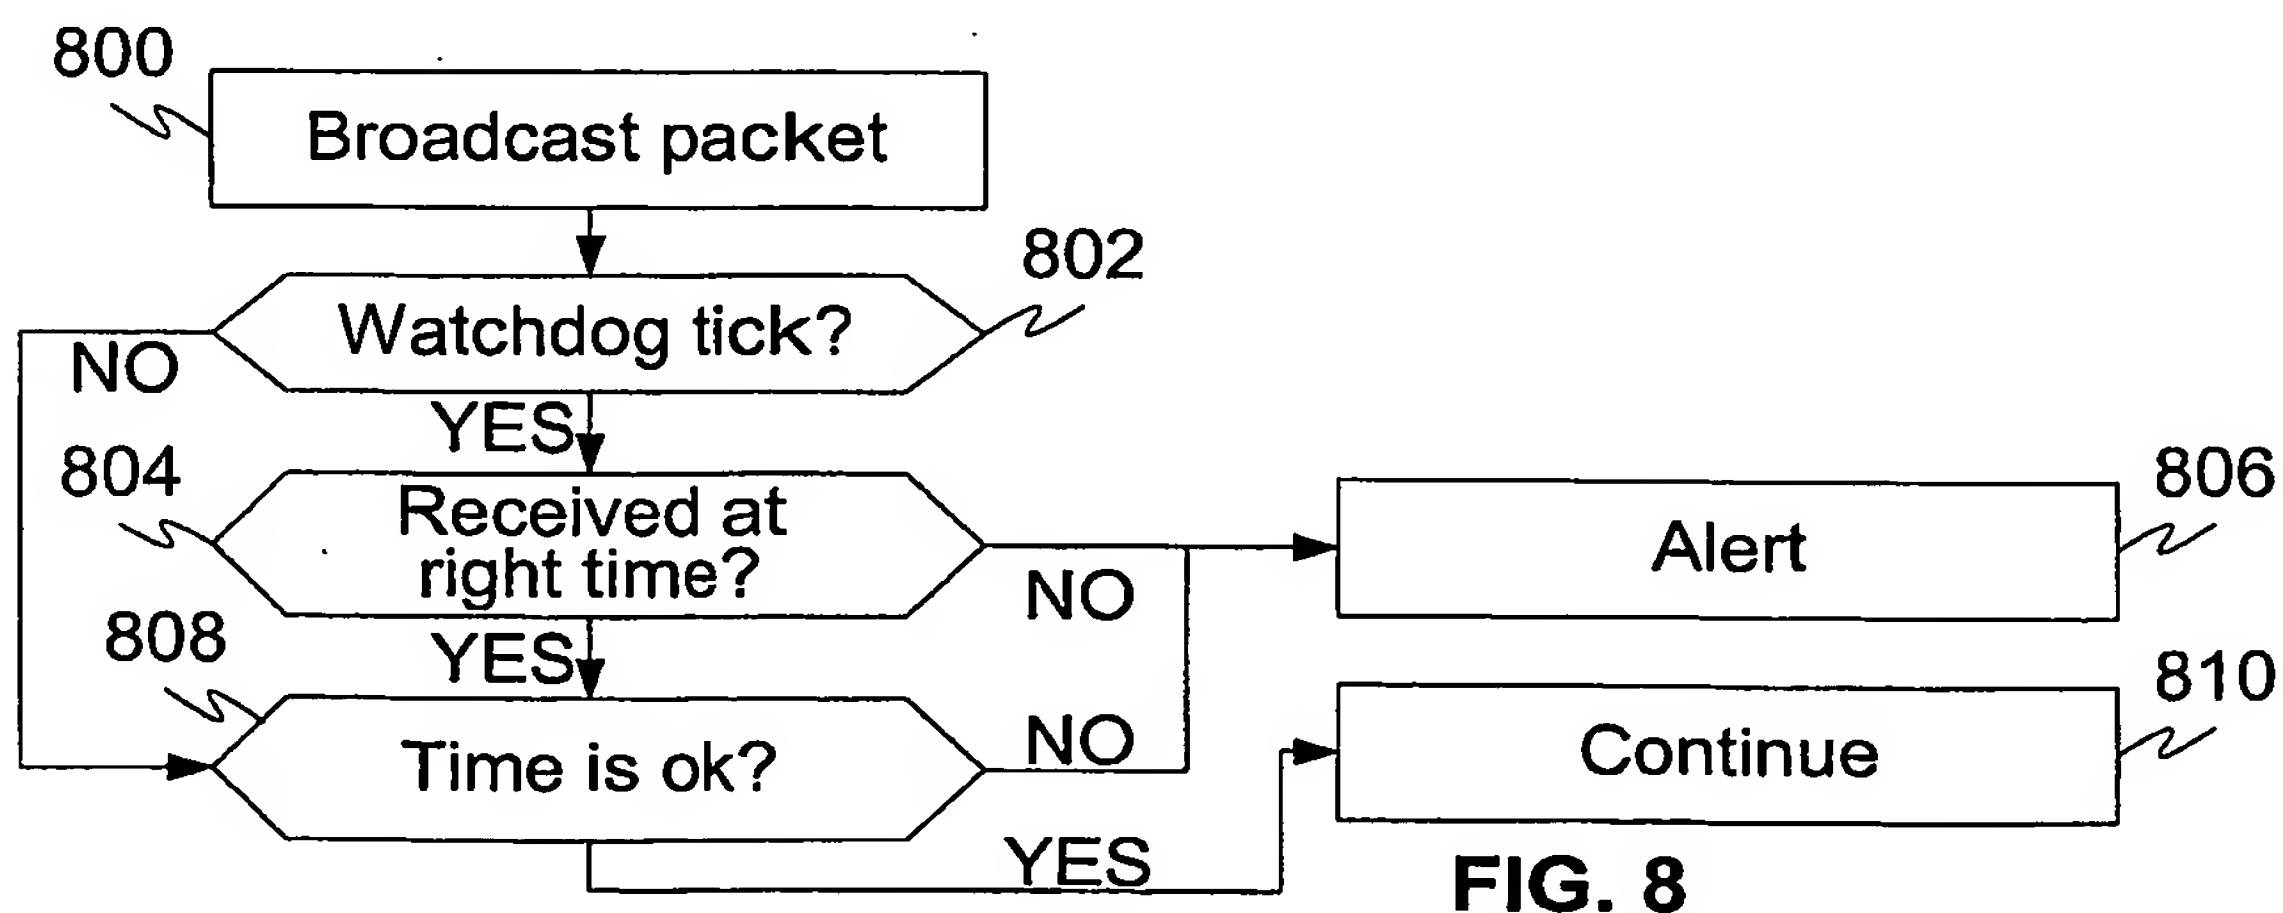 800
Broadcast packet
802
Watchdog tick?
NO
YES
804
Received at
right time?
NO
806
Alert
808
YES
Time is ok?
NO
810
Continue
YES
FIG. 8